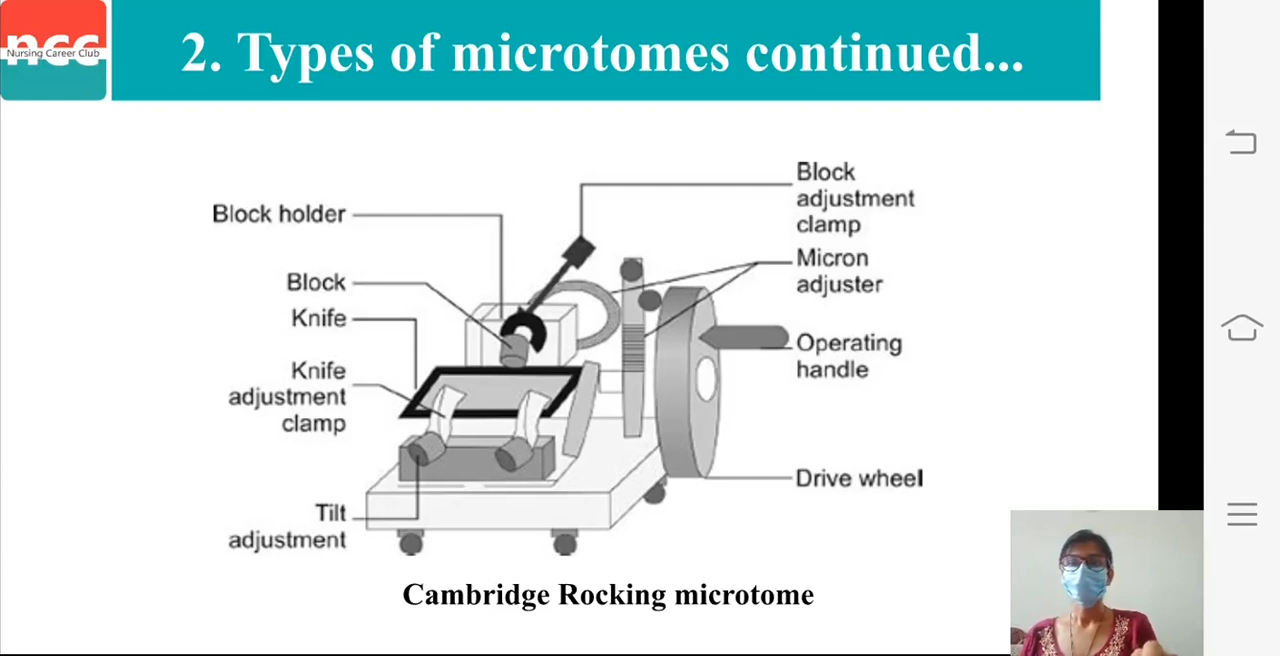 ncc
Nursing Career Club
2. Types of microtomes continued...
Block holder
Block
Knife
Knife
adjustment
clamp
Tilt
adjustment
Block
adjustment
clamp
Micron
adjuster
Operating
handle
Drive wheel
Cambridge Rocking microtome